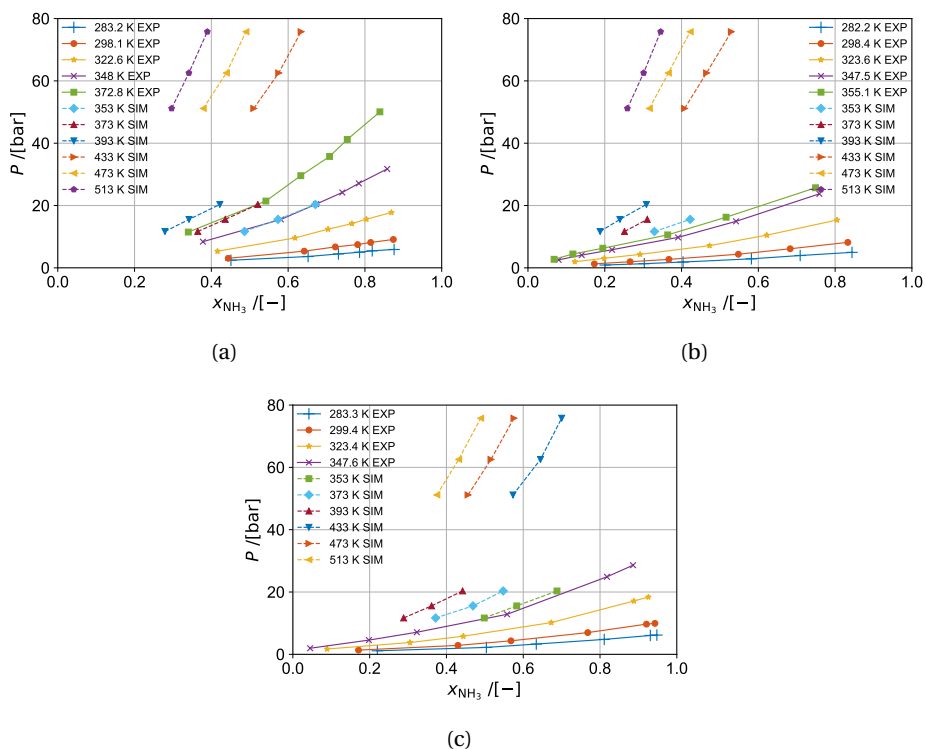 80
60
40
20
0
P /[bar]
283.2 K EXP
298.1 K EXP
322.6 K EXP
348 K EXP
372.8 K EXP
353 K SIM
373 K SIM
393 K SIM
433 K SIM
473 K SIM
513 K SIM
0.0 0.2 0.4 0.6 0.8 1.0
xNH3 /[−]
(a)
80
60
40
20
0
P /[bar]
282.2 K EXP
298.4 K EXP
323.6 K EXP
347.5 K EXP
355.1 K EXP
353 K SIM
373 K SIM
393 K SIM
433 K SIM
473 K SIM
513 K SIM
0.0 0.2 0.4 0.6 0.8 1.0
xNH3 /[−]
(b)
80
60
40
20
0
P /[bar]
283.3 K EXP
299.4 K EXP
323.4 K EXP
347.6 K EXP
353 K SIM
373 K SIM
393 K SIM
433 K SIM
473 K SIM
513 K SIM
0.0 0.2 0.4 0.6 0.8 1.0
xNH3 /[−]
(c)